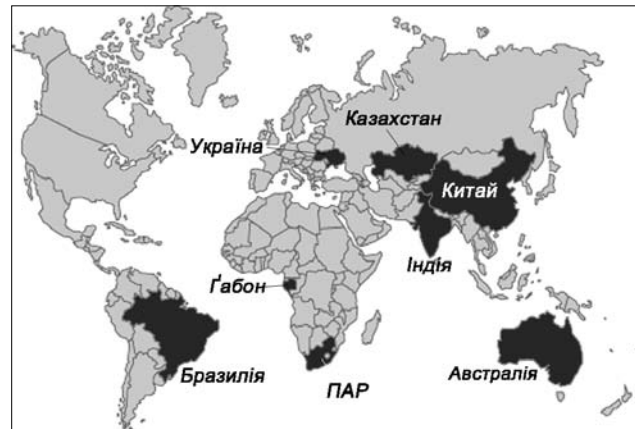 Казахстан
Україна
Китай
Індія
Ґабон
Бразилія
ПАР
Австралія